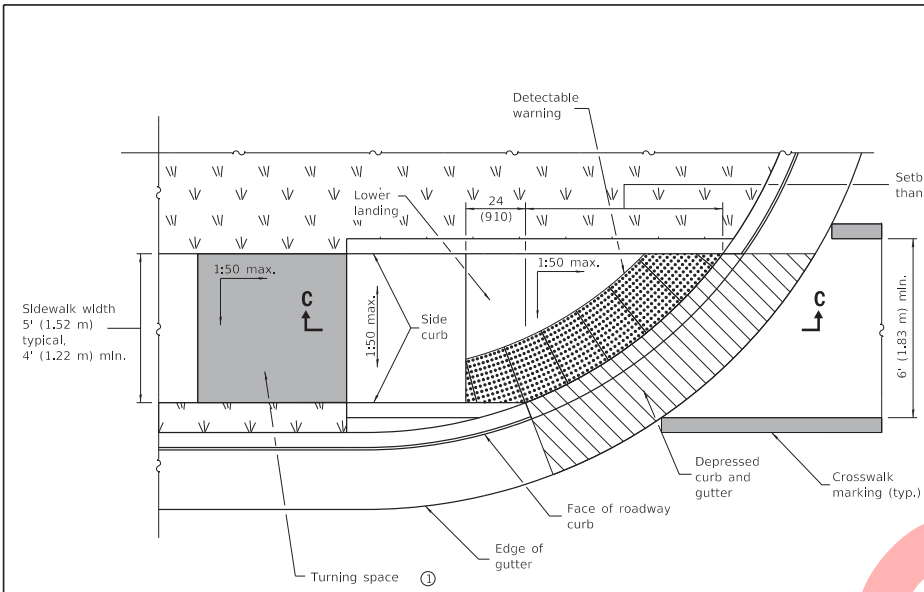 Detectable
warning
Setb
than
Lower
landing
24
(910)
1:50 max.
1:50 max.
C
C
Sidewalk width
5' (1.52 m)
typical,
4' (1.22 m) min.
1:50 max.
Side
curb
6' (1.83 m) min.
Depressed
curb and
gutter
Crosswalk
marking (typ.)
Face of roadway
curb
Edge of
gutter
Turning space ①